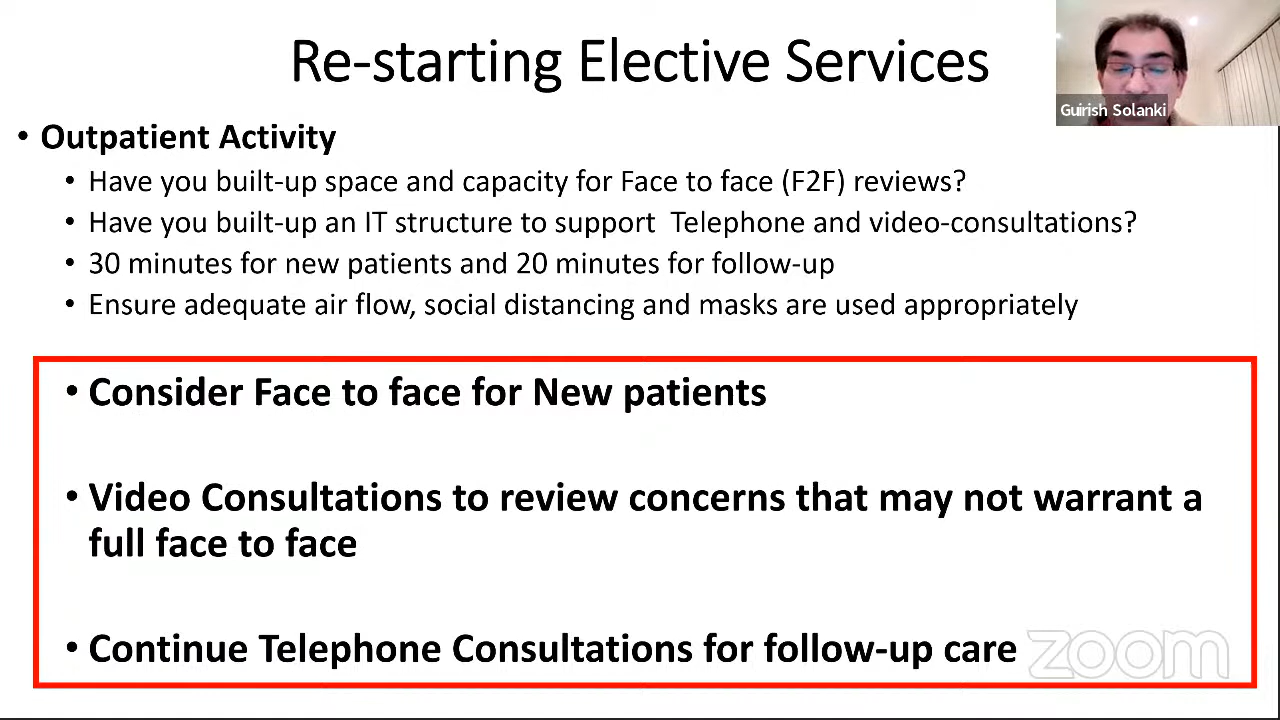 Re-starting Elective Services
Guirish Solanki
• Outpatient Activity
• Have you built-up space and capacity for Face to face (F2F) reviews?
• Have you built-up an IT structure to support  Telephone and video-consultations?
• 30 minutes for new patients and 20 minutes for follow-up
• Ensure adequate air flow, social distancing and masks are used appropriately
• Consider Face to face for New patients
• Video Consultations to review concerns that may not warrant a
full face to face
• Continue Telephone Consultations for follow-up care
zoom